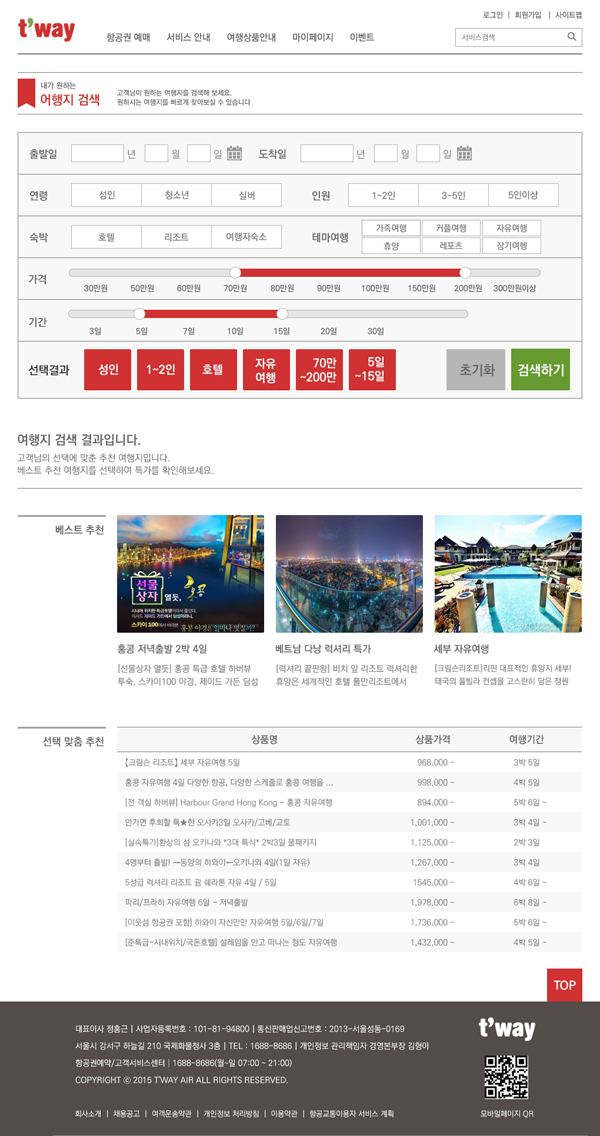 로그인 | 회원가입 | 사이트맵
t'way
항공권 예매 서비스 안내 여행상품안내 마이페이지 이벤트
서비스검색
내가 원하는
여행지 검색
고객님이 원하는 여행지를 검색해 보세요.
원하시는 여행지를 빠르게 찾아보실 수 있습니다
출발일 년 월 일 도착일 년 월 일
연령 성인 청소년 실버 인원 1~2인 3~5인 5인이상
숙박 호텔 리조트 여행자숙소 테마여행 가족여행 커플여행 자유여행
휴양 레포츠 장기여행
가격
30만원 50만원 60만원 70만원 80만원 90만원 100만원 150만원 200만원 300만원이상
기간
3일 5일 7일 10일 15일 20일 30일
선택결과 성인 1~2인 호텔 자유 여행 70만 ~200만 5일 ~15일 초기화 검색하기
여행지 검색 결과입니다.
고객님의 선택에 맞춘 추천 여행지입니다.
베스트 추천 여행지를 선택하여 특가를 확인해보세요.
베스트 추천
선물
상자 열듯, 홍콩
스카이 100에서
홍콩 저녁출발 2박 4일
[선물상자 열듯] 홍콩 특급 호텔 하버뷰
투숙, 스카이100 야경, 제이드 가든 딤섬
베트남 다낭 럭셔리 특가
[럭셔리 끝판왕] 비치 앞 리조트 럭셔리한
휴양은 세계적인 호텔 풀만리조트에서
세부 자유여행
[크림슨리조트]리펀 대표적인 휴양지 세부!
태국의 풀빌라 컨셉을 고스란히 담은 정원
선택 맞춤 추천
상품명 상품가격 여행기간
[크림슨 리조트] 세부 자유여행 5일 968,000 ~ 3박 5일
홍콩 자유여행 4일 다양한 항공, 다양한 스케줄로 홍콩 여행을 ... 998,000 ~ 4박 5일
[전 객실 하버뷰] Harbour Grand Hong Kong - 홍콩 자유여행 894,000 ~ 5박 6일 ~
안가면 후회할 특★한 오사카3일 오사카/고베/교토 1,001,000 ~ 3박 4일 ~
[실속특가]환상의 섬 오키나와 *3대 특식* 2박3일 풀패키지 1,125,000 ~ 2박 3일
4명부터 출발! →동양의 하와이←오키나와 4일(1일 자유) 1,267,000 ~ 3박 4일
5성급 럭셔리 리조트 괌 쉐라톤 자유 4일 / 5일 1545,000 ~ 4박 6일 ~
파리/프라하 자유여행 6일 - 저녁출발 1,978,000 ~ 6박 8일 ~
[이웃섬 항공권 포함] 하와이 자신만만 자유여행 5일/6일/7일 1,736,000 ~ 5박 6일 ~
[준특급-시내위치/국돈호텔] 설레임을 안고 떠나는 청도 자유여행 1,432,000 ~ 4박 5일 ~
TOP
대표이사 정홍근 | 사업자등록번호 : 101-81-94800 | 통신판매업신고번호 : 2013-서울성동-0169
서울시 강서구 하늘길 210 국제화물청사 3층 | TEL : 1688-8686 | 개인정보 관리책임자 경영본부장 김형이
항공권예약/고객서비스센터 | 1688-8686(월~일 07:00 ~ 21:00)
COPYRIGHT ⓒ 2015 T'WAY AIR ALL RIGHTS RESERVED.
t'way
회사소개 | 채용공고 | 여객운송약관 | 개인정보 처리방침 | 이용약관 | 항공교통이용자 서비스 계획
모바일페이지 QR